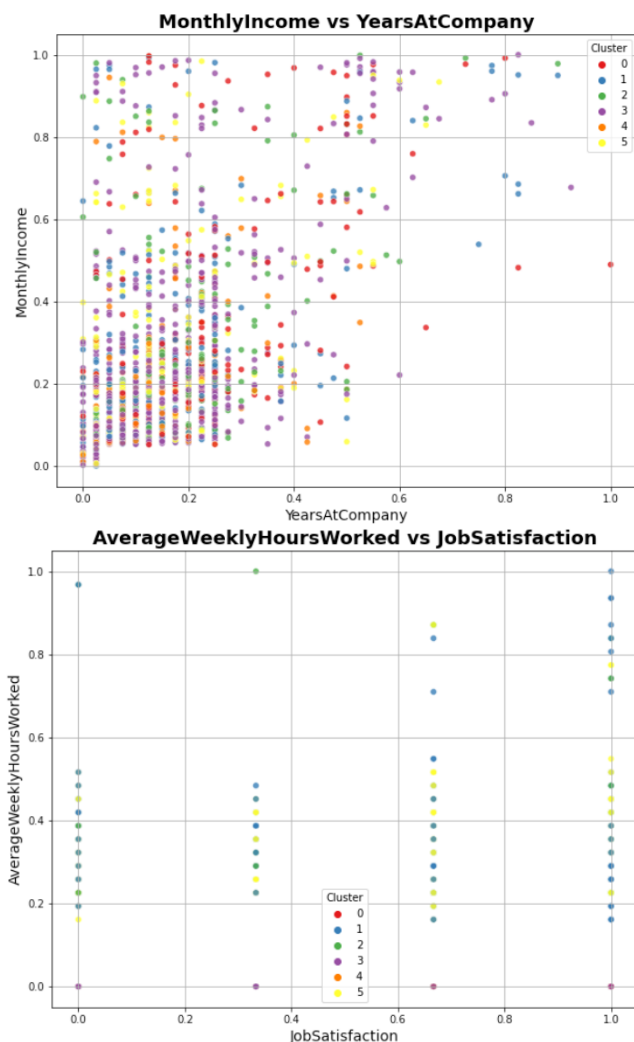 MonthlyIncome vs YearsAtCompany
1.0
0.8
0.6
0.4
0.2
0.0
MonthlyIncome
Cluster
0
1
2
3
4
5
0.0 0.2 0.4 0.6 0.8 1.0
YearsAtCompany
AverageWeeklyHoursWorked vs JobSatisfaction
1.0
0.8
0.6
0.4
0.2
0.0
AverageWeeklyHoursWorked
Cluster
0
1
2
3
4
5
0.0 0.2 0.4 0.6 0.8 1.0
JobSatisfaction